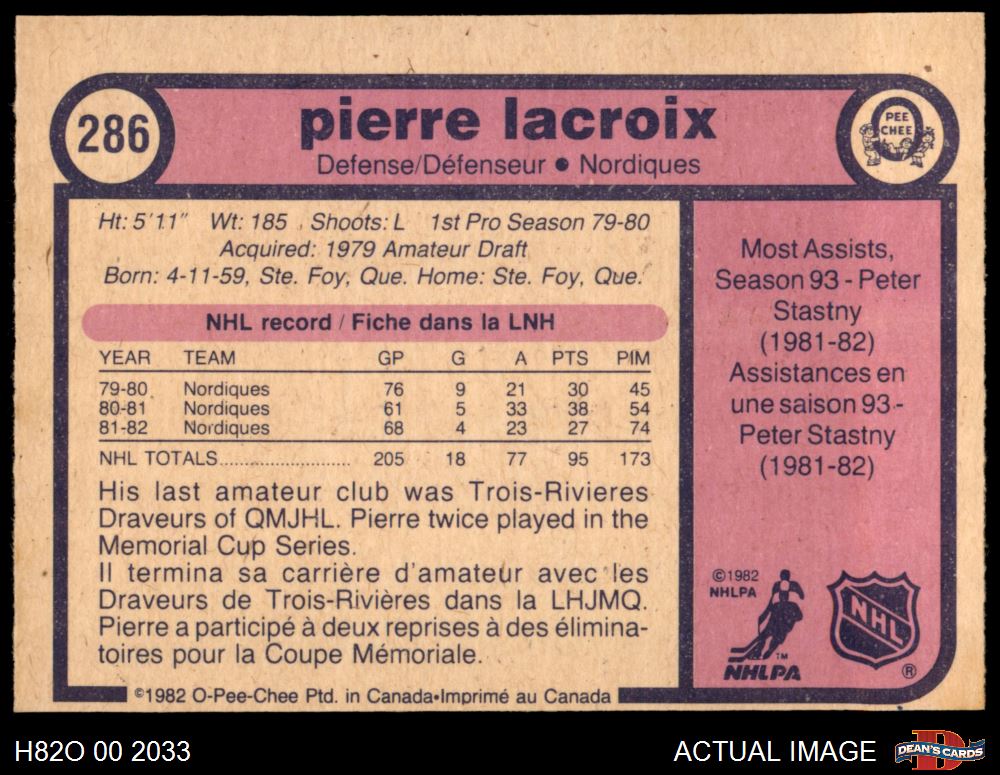 286
pierre lacroix
Defense/Défenseur • Nordiques
O PEE CHEE
Ht: 5'11" Wt: 185 Shoots: L 1st Pro Season 79-80
Acquired: 1979 Amateur Draft
Born: 4-11-59, Ste. Foy, Que. Home: Ste. Foy, Que.
NHL record / Fiche dans la LNH
YEAR TEAM GP G A PTS PIM
79-80 Nordiques 76 9 21 30 45
80-81 Nordiques 61 5 33 38 54
81-82 Nordiques 68 4 23 27 74
NHL TOTALS.......................... 205 18 77 95 173
His last amateur club was Trois-Rivieres
Draveurs of QMJHL. Pierre twice played in the
Memorial Cup Series.
Il termina sa carrière d'amateur avec les
Draveurs de Trois-Rivières dans la LHJMQ.
Pierre a participé à deux reprises à des élimina-
toires pour la Coupe Mémoriale.
©1982 O-Pee-Chee Ptd. in Canada•Imprimé au Canada
Most Assists,
Season 93 - Peter
Stastny
(1981-82)
Assistances en
une saison 93 -
Peter Stastny
(1981-82)
©1982
NHLPA
TM
NHLPA
NHL
®
H82O 00 2033
ACTUAL IMAGE
DEAN'S CARDS